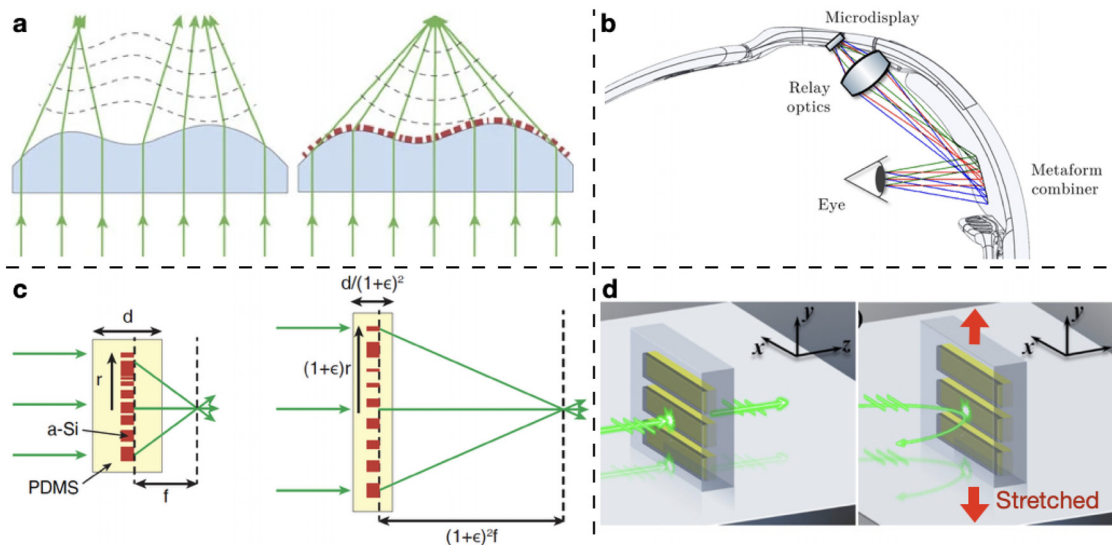 a
b
Microdisplay
Relay
optics
Metaform
combiner
Eye
c
d
r
a-Si
PDMS
f
d/(1+ϵ)²
(1+ϵ)r
(1+ϵ)²f
d
y
x
z
y
x
Stretched